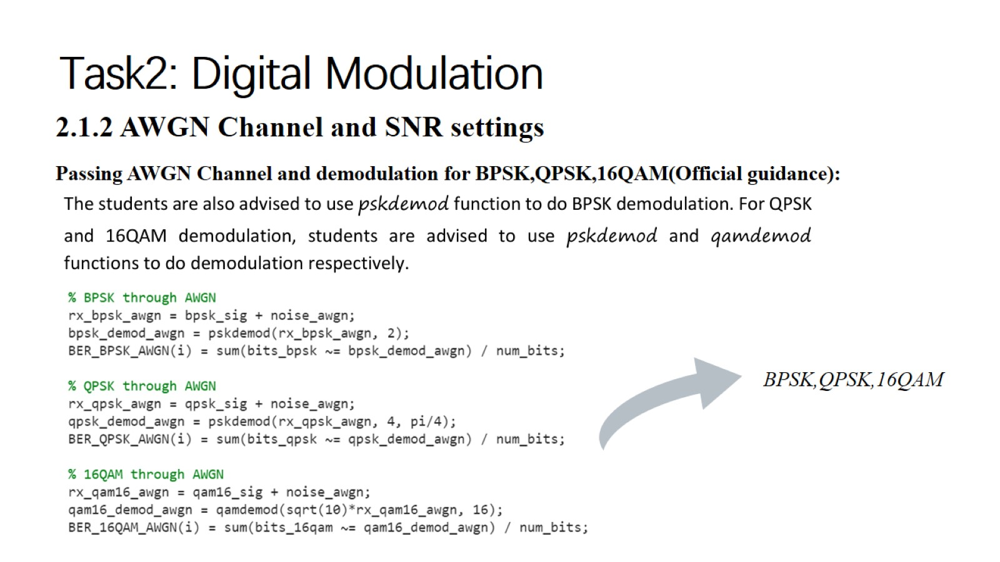 Task2: Digital Modulation
2.1.2 AWGN Channel and SNR settings
Passing AWGN Channel and demodulation for BPSK,QPSK,16QAM(Official guidance):
The students are also advised to use pskdemod function to do BPSK demodulation. For QPSK
and 16QAM demodulation, students are advised to use pskdemod and qamdemod
functions to do demodulation respectively.
% BPSK through AWGN
rx_bpsk_awgn = bpsk_sig + noise_awgn;
bpsk_demod_awgn = pskdemod(rx_bpsk_awgn, 2);
BER_BPSK_AWGN(i) = sum(bits_bpsk ~= bpsk_demod_awgn) / num_bits;
% QPSK through AWGN
rx_qpsk_awgn = qpsk_sig + noise_awgn;
qpsk_demod_awgn = pskdemod(rx_qpsk_awgn, 4, pi/4);
BER_QPSK_AWGN(i) = sum(bits_qpsk ~= qpsk_demod_awgn) / num_bits;
% 16QAM through AWGN
rx_qam16_awgn = qam16_sig + noise_awgn;
qam16_demod_awgn = qamdemod(sqrt(10)*rx_qam16_awgn, 16);
BER_16QAM_AWGN(i) = sum(bits_16qam ~= qam16_demod_awgn) / num_bits;
BPSK,QPSK,16QAM